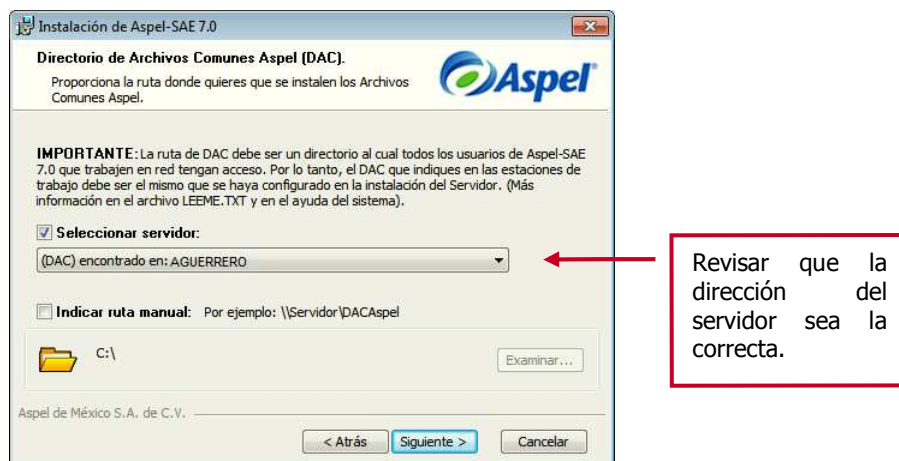 Instalación de Aspel-SAE 7.0
Directorio de Archivos Comunes Aspel (DAC).
Proporciona la ruta donde quieres que se instalen los Archivos
Comunes Aspel.
Aspel
IMPORTANTE: La ruta de DAC debe ser un directorio al cual todos los usuarios de Aspel-SAE
7.0 que trabajen en red tengan acceso. Por lo tanto, el DAC que indiques en las estaciones de
trabajo debe ser el mismo que se haya configurado en la instalación del Servidor. (Más
información en el archivo LEEME.TXT y en el ayuda del sistema).
Seleccionar servidor:
(DAC) encontrado en: AGUERRERO
Indicar ruta manual: Por ejemplo: \\Servidor\DACAspel
C:\
Examinar...
Aspel de México S.A. de C.V.
< Atrás
Siguiente >
Cancelar
Revisar que la
dirección del
servidor sea la
correcta.